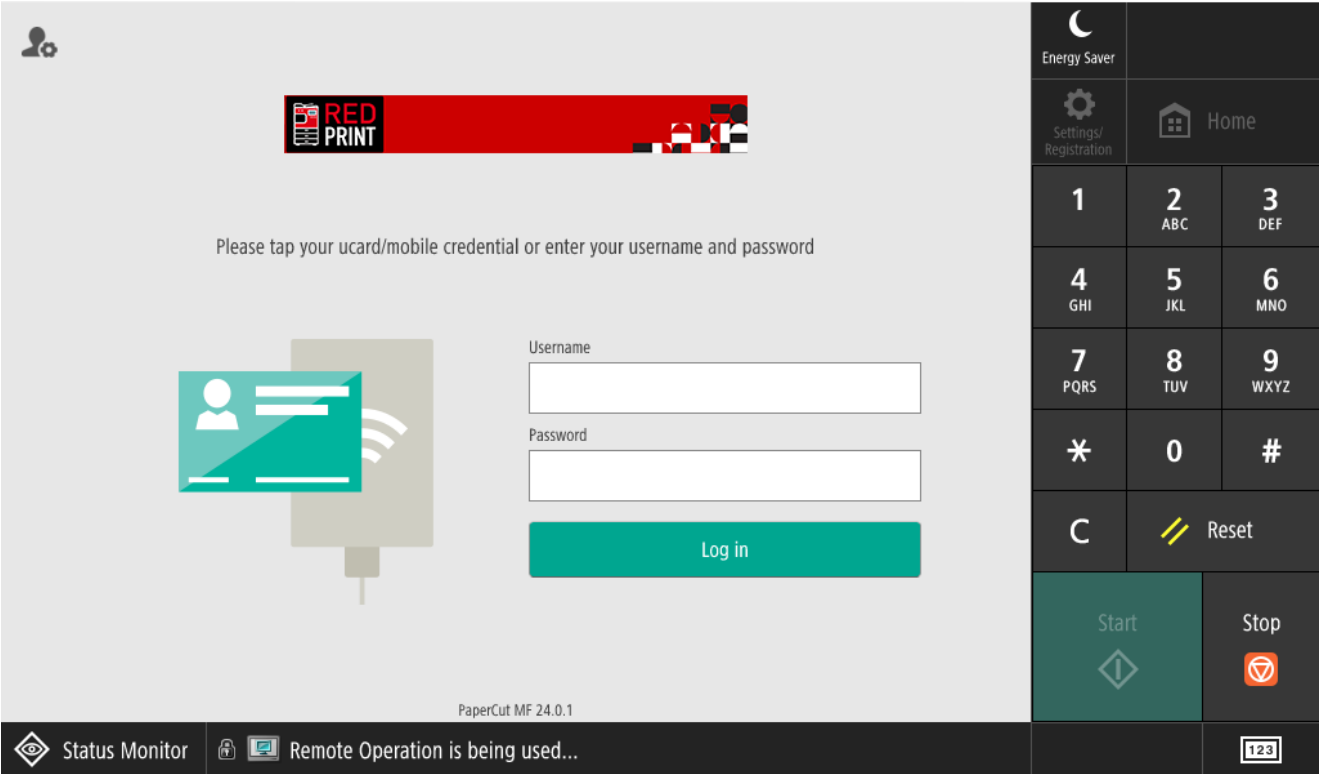 RED
PRINT
Please tap your ucard/mobile credential or enter your username and password
Username
Password
Log in
PaperCut MF 24.0.1
Energy Saver
Settings/
Registration
Home
1
2
ABC
3
DEF
4
GHI
5
JKL
6
MNO
7
PQRS
8
TUV
9
WXYZ
*
0
#
C
Reset
Start
Stop
Status Monitor
Remote Operation is being used...
123